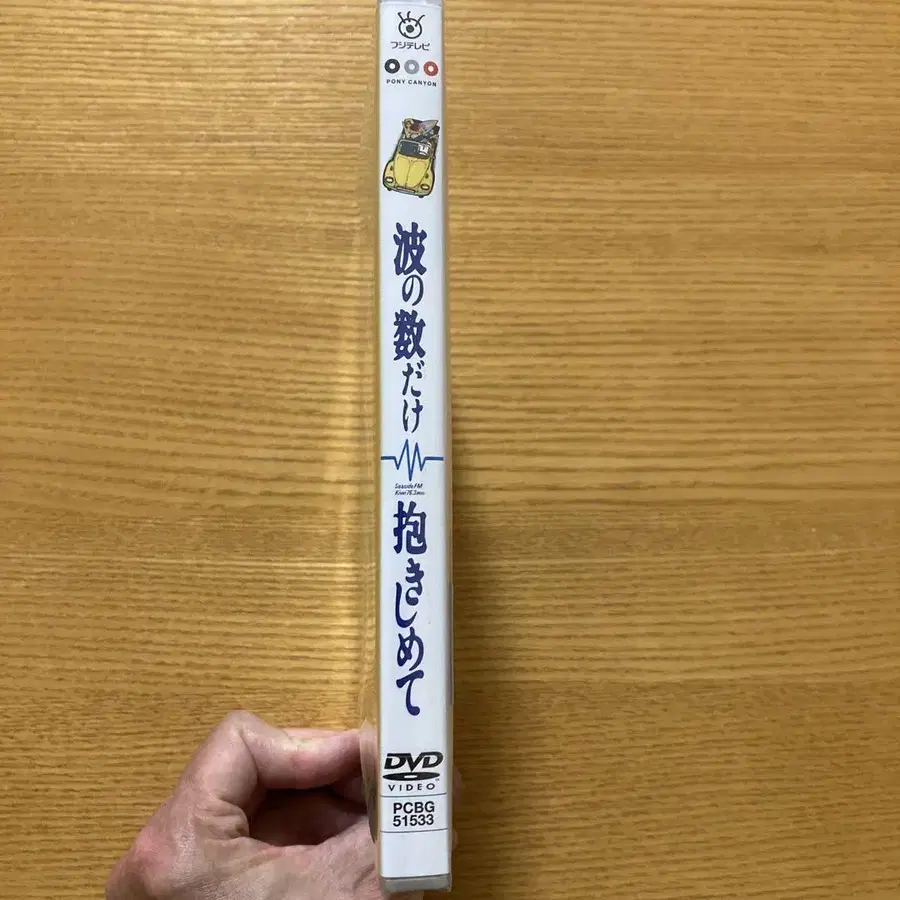 フジテレビ
PONY CANYON
波の数だけ
Seaside FM
Kiwi 76.3MHz
抱きしめて
DVD
VIDEO™
PCBG
51533